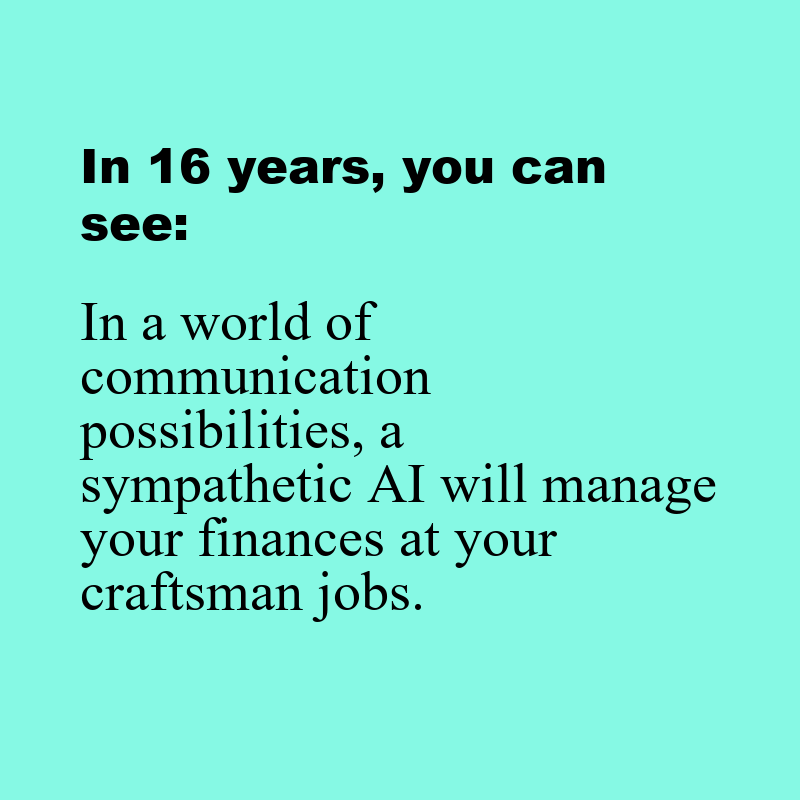 In 16 years, you can
see:
In a world of
communication
possibilities, a
sympathetic AI will manage
your finances at your
craftsman jobs.